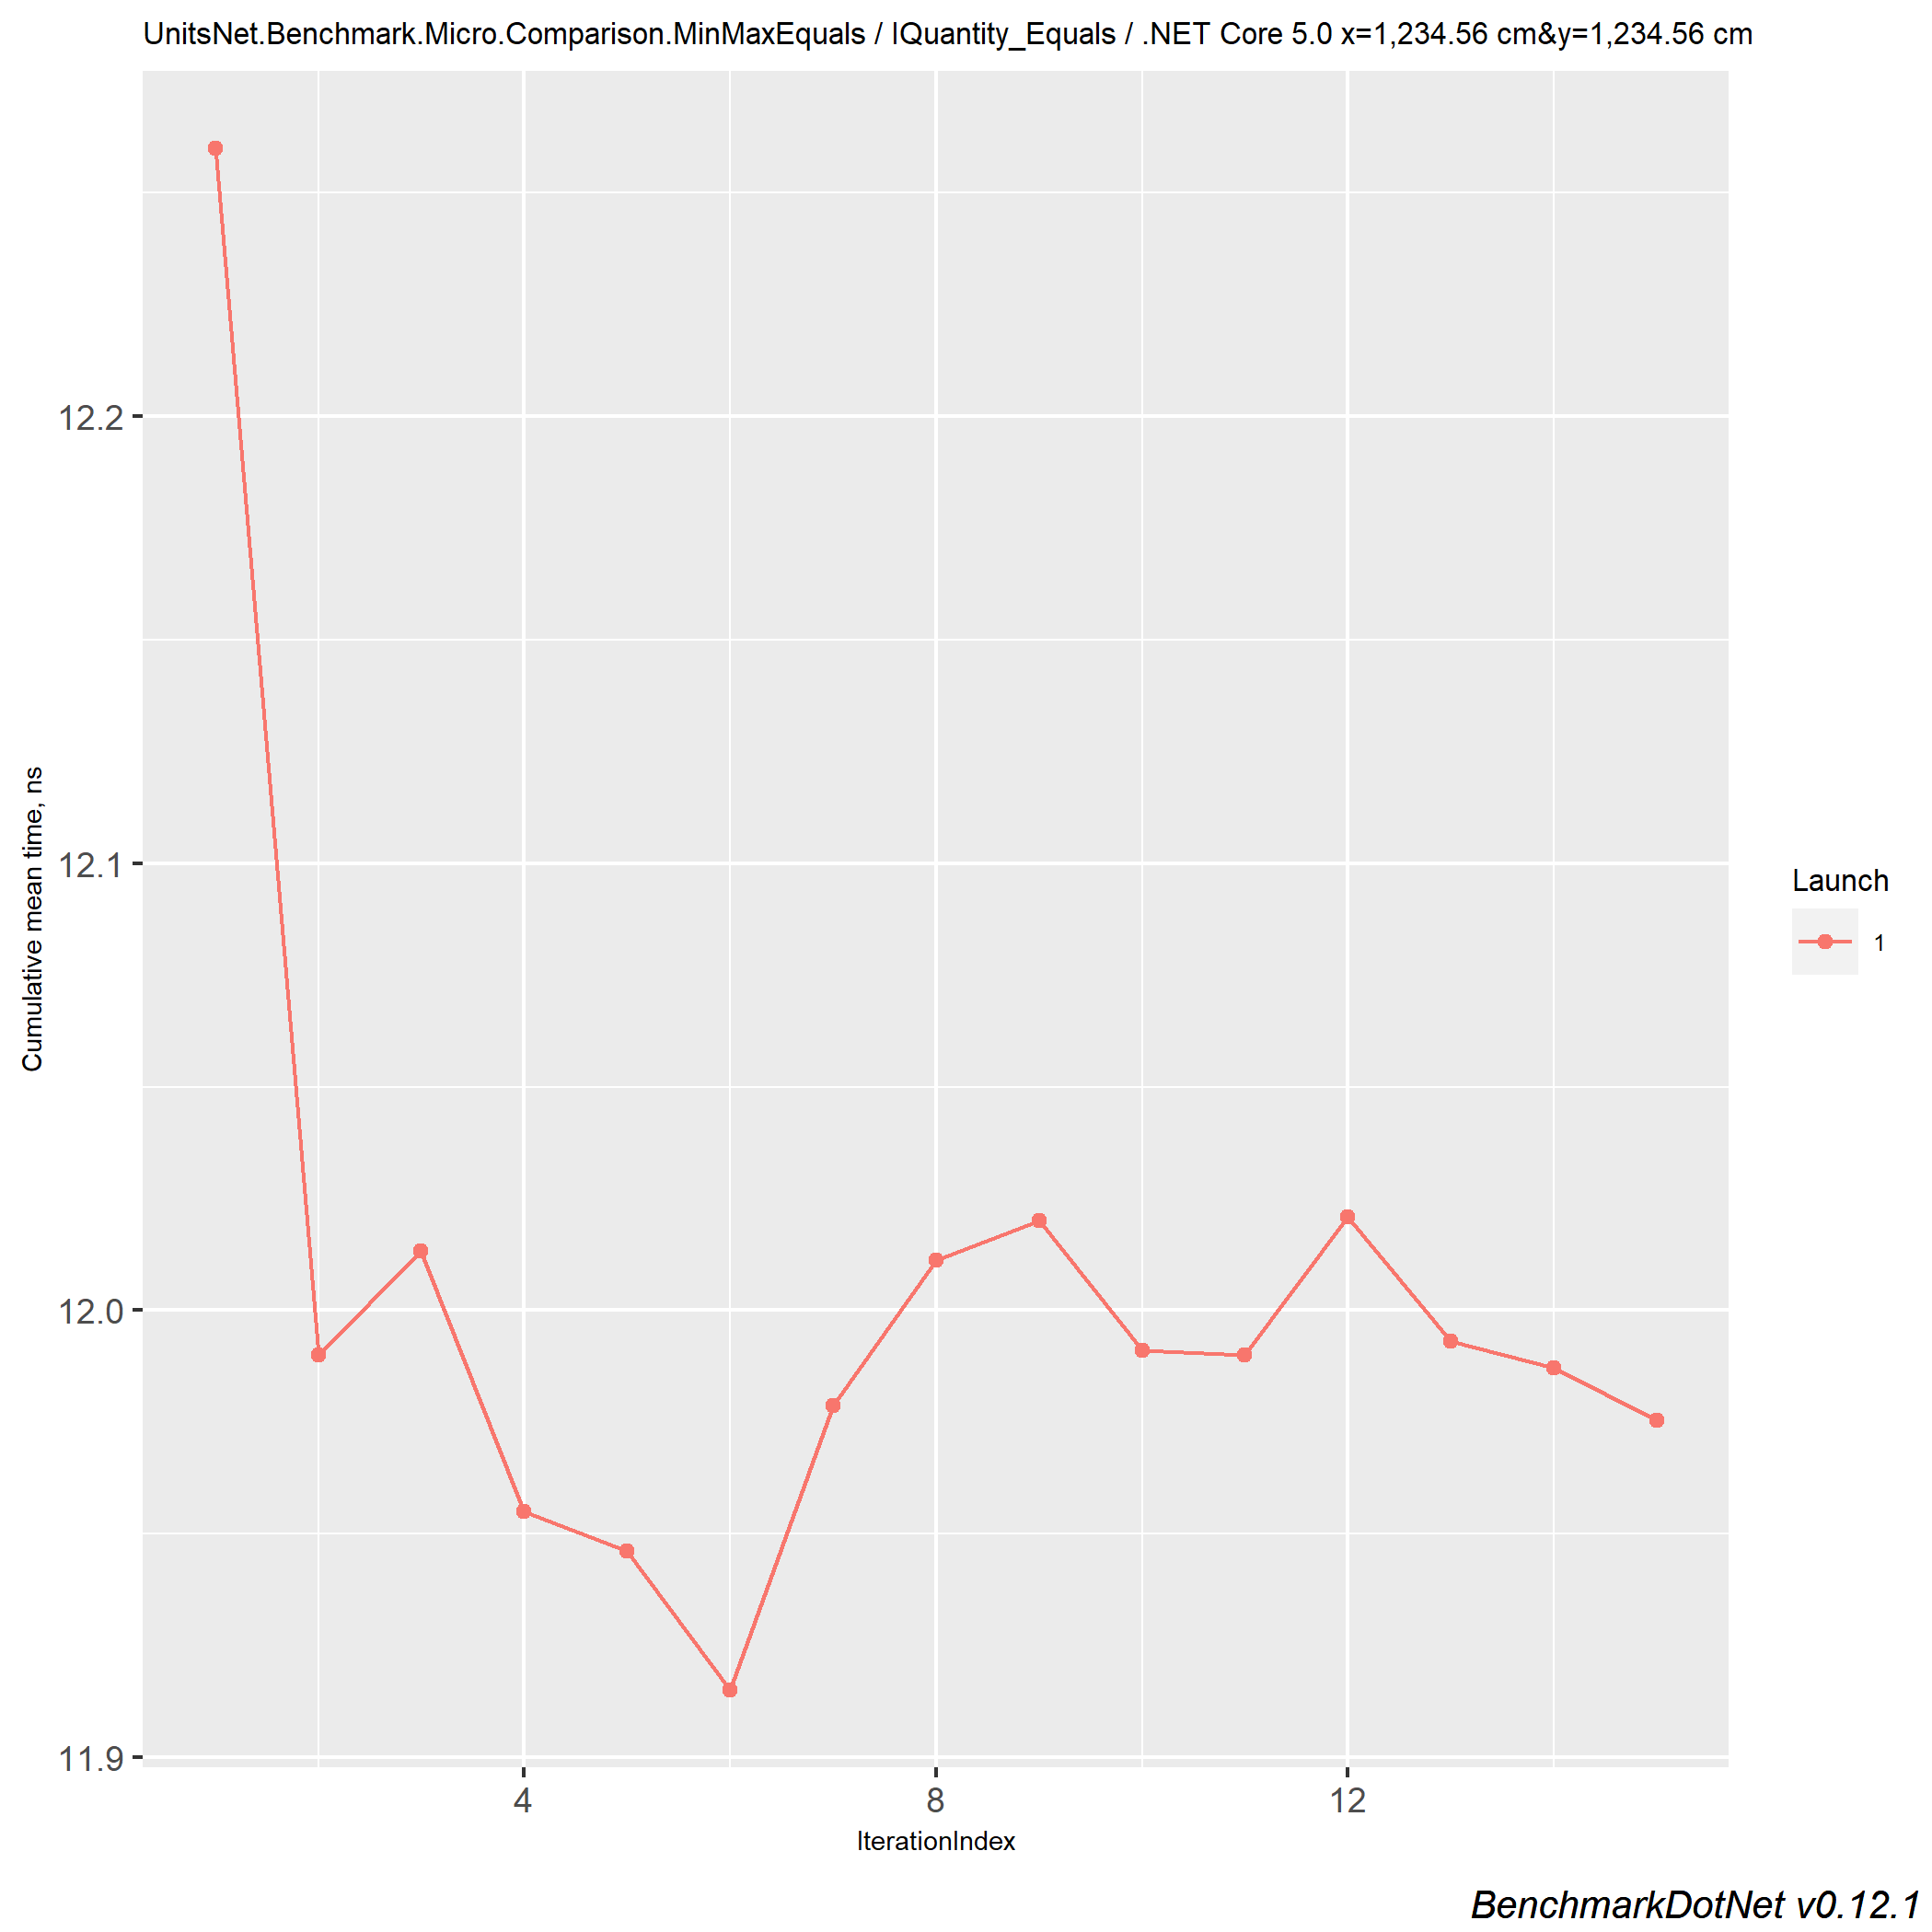 UnitsNet.Benchmark.Micro.Comparison.MinMaxEquals / IQuantity_Equals / .NET Core 5.0 x=1,234.56 cm&y=1,234.56 cm
12.2
12.1
12.0
11.9
Cumulative mean time, ns
4 8 12
IterationIndex
Launch
1
BenchmarkDotNet v0.12.1